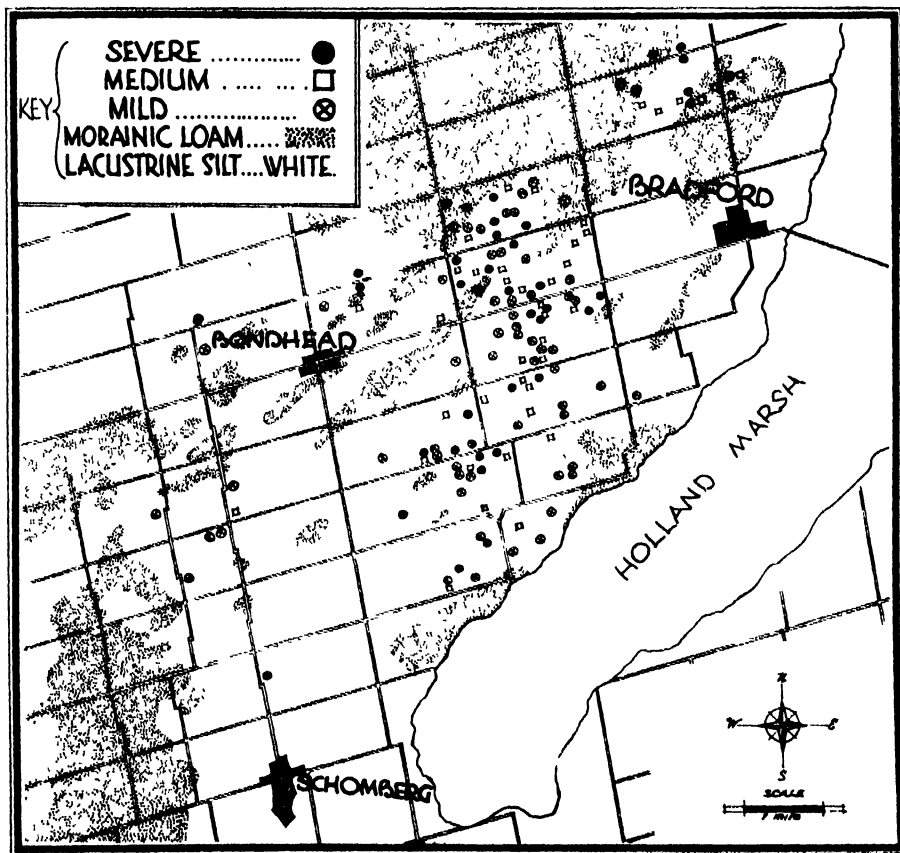 KEY
SEVERE ............
MEDIUM .... ... .
MILD ................
MORAINIC LOAM.....
LACUSTRINE SILT....WHITE.
BRADFORD
BONDHEAD
HOLLAND MARSH
SCHOMBERG
N
W E
S
SCALE
1 mile